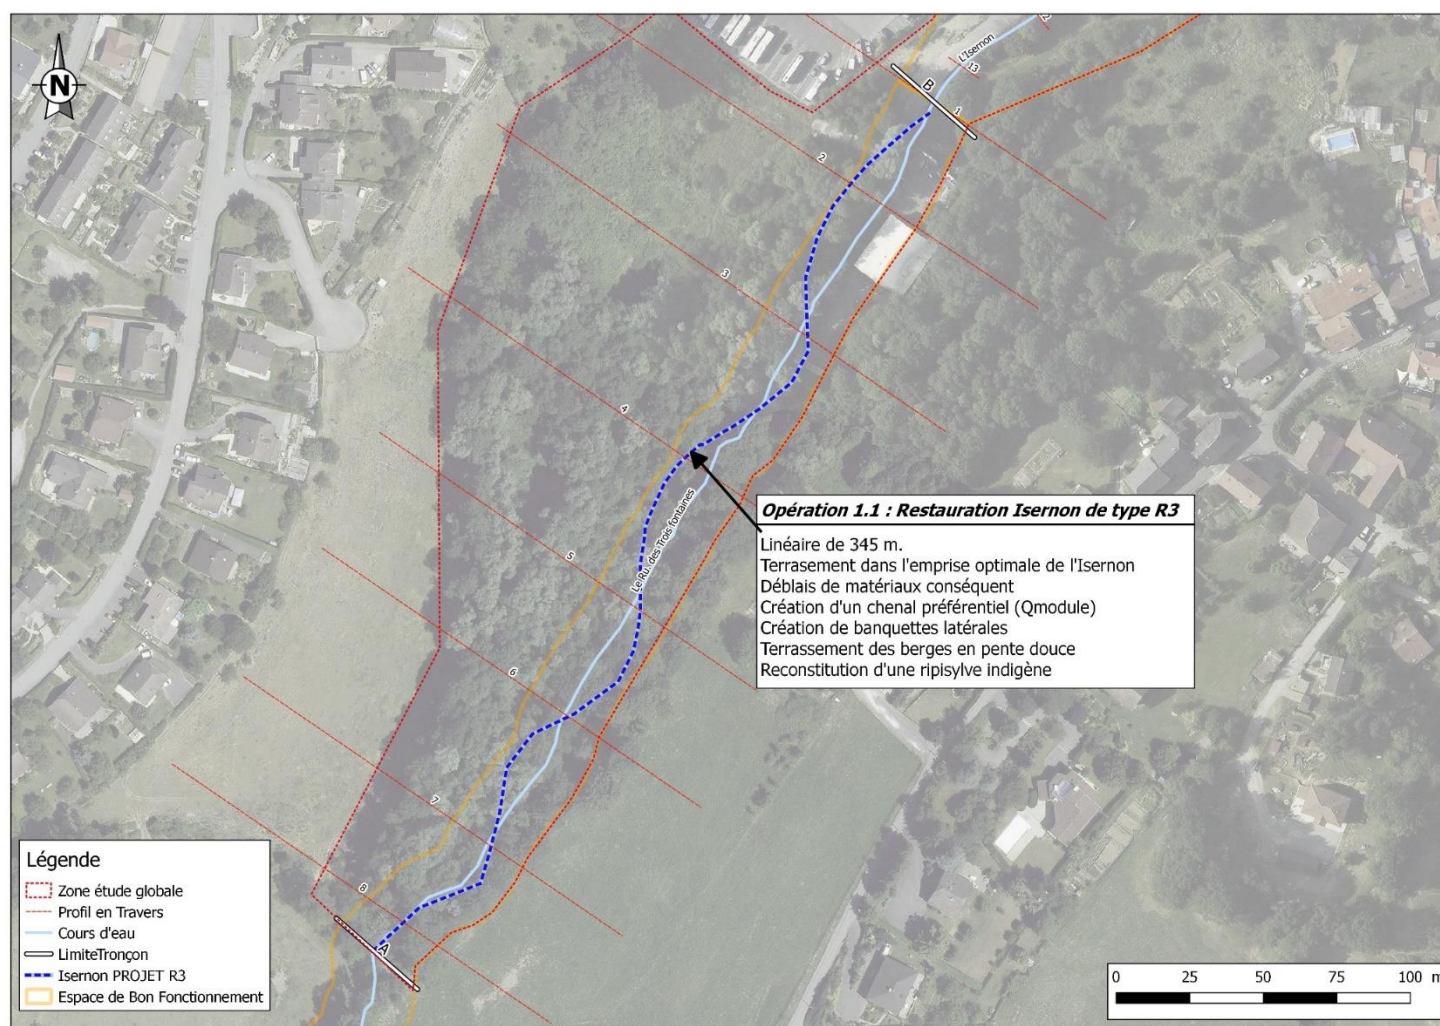 N
L'Isernon
2
13
B
1
2
3
4
Le Ru. des Trois fontaines
5
6
7
8
A
Opération 1.1 : Restauration Isernon de type R3
Linéaire de 345 m.
Terrasement dans l'emprise optimale de l'Isernon
Déblais de matériaux conséquent
Création d'un chenal préférentiel (Qmodule)
Création de banquettes latérales
Terrassement des berges en pente douce
Reconstitution d'une ripisylve indigène
Légende
Zone étude globale
Profil en Travers
Cours d'eau
LimiteTronçon
Isernon PROJET R3
Espace de Bon Fonctionnement
0 25 50 75 100 m